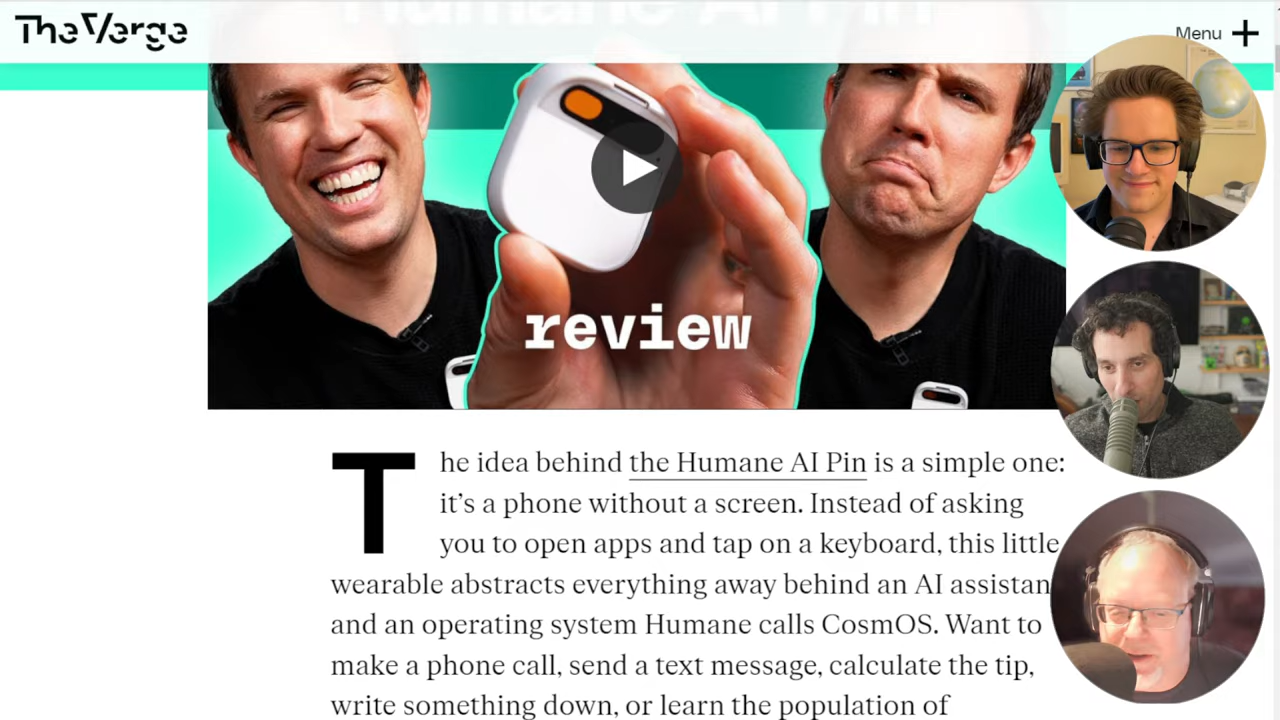 The Verge
Menu
Humane AI Pin
review
The idea behind the Humane AI Pin is a simple one:
it’s a phone without a screen. Instead of asking
you to open apps and tap on a keyboard, this little
wearable abstracts everything away behind an AI assistan
and an operating system Humane calls CosmOS. Want to
make a phone call, send a text message, calculate the tip,
write something down, or learn the population of